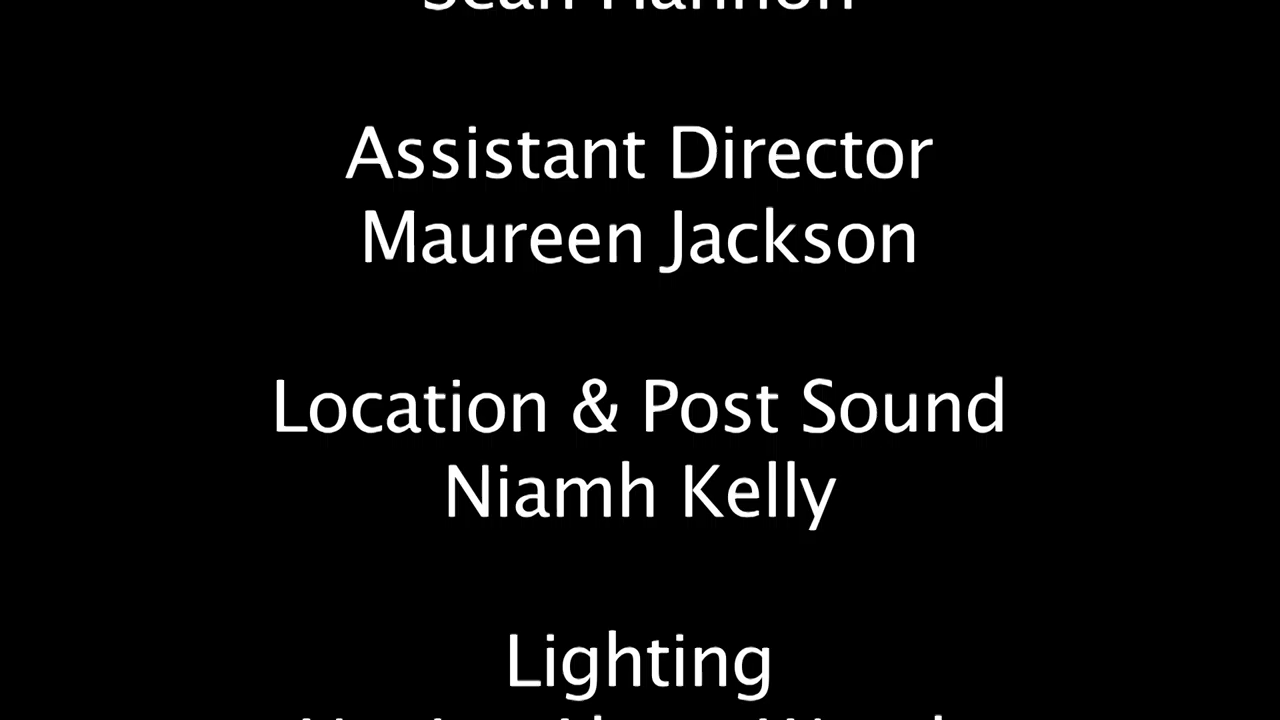 Assistant Director
Maureen Jackson
Location & Post Sound
Niamh Kelly
Lighting